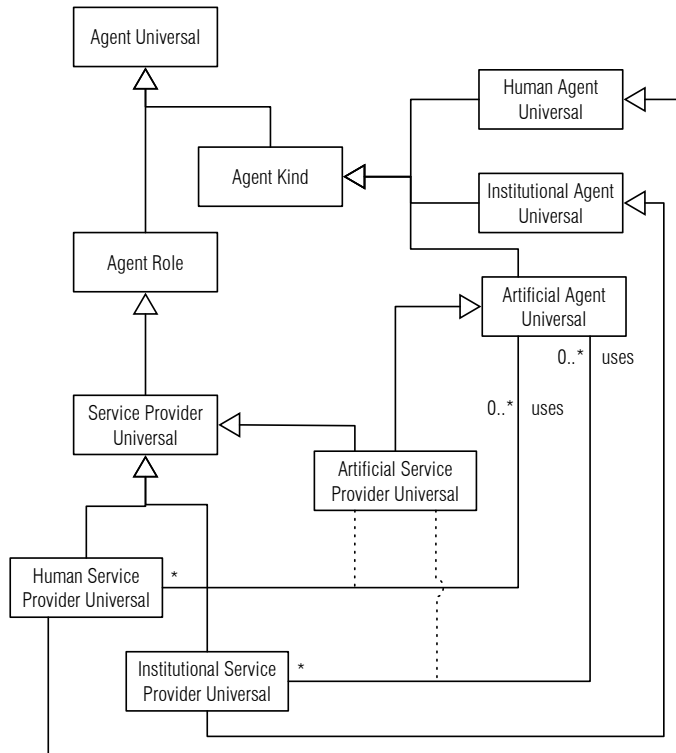 Agent Universal
Human Agent
Universal
Agent Kind
Institutional Agent
Universal
Agent Role
Artificial Agent
Universal
0..* uses
0..* uses
Service Provider
Universal
Artificial Service
Provider Universal
Human Service
Provider Universal
*
Institutional Service
Provider Universal
*